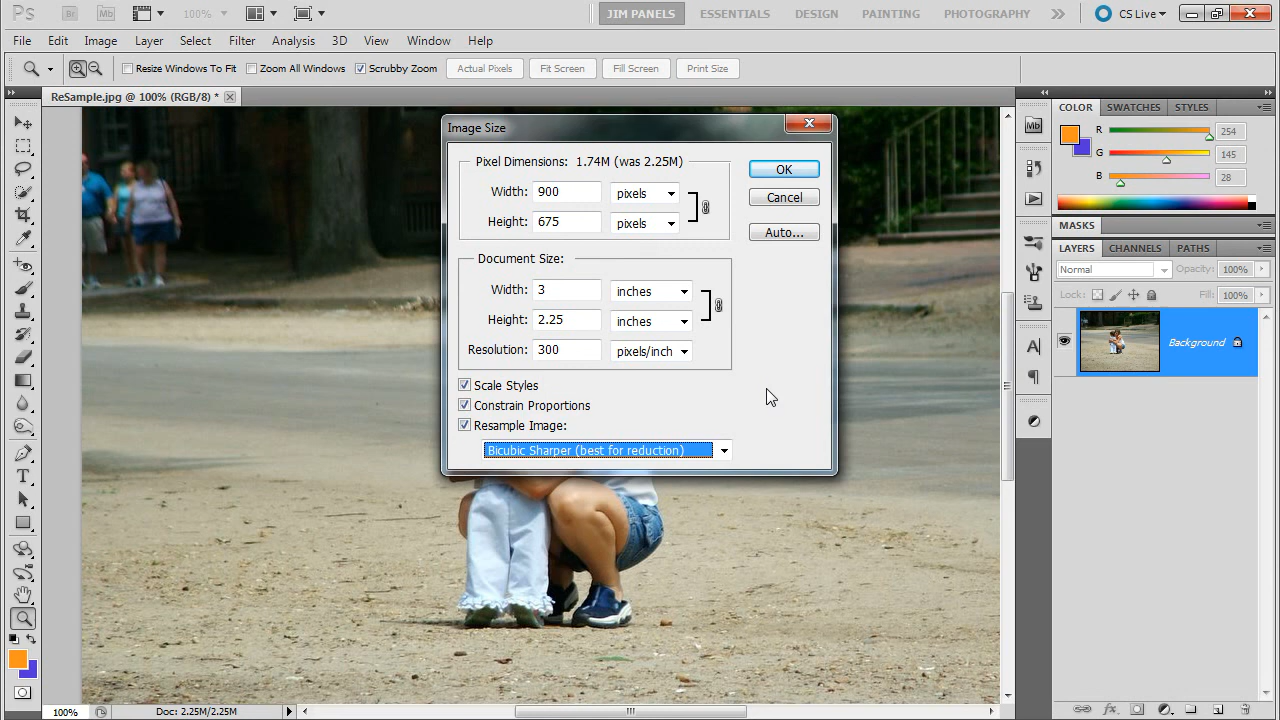 Ps Br Mb 100% JIM PANELS ESSENTIALS DESIGN PAINTING PHOTOGRAPHY CS Live
File Edit Image Layer Select Filter Analysis 3D View Window Help
Resize Windows To Fit Zoom All Windows Scrubby Zoom Actual Pixels Fit Screen Fill Screen Print Size
ReSample.jpg @ 100% (RGB/8) *
Image Size
Pixel Dimensions: 1.74M (was 2.25M)
Width: 900 pixels
Height: 675 pixels
Document Size:
Width: 3 inches
Height: 2.25 inches
Resolution: 300 pixels/inch
Scale Styles
Constrain Proportions
Resample Image:
Bicubic Sharper (best for reduction)
OK
Cancel
Auto...
Mb
COLOR SWATCHES STYLES
R 254
G 145
B 28
MASKS
LAYERS CHANNELS PATHS
Normal Opacity: 100%
Lock: Fill: 100%
Background
A
T
fx
100% Doc: 2.25M/2.25M